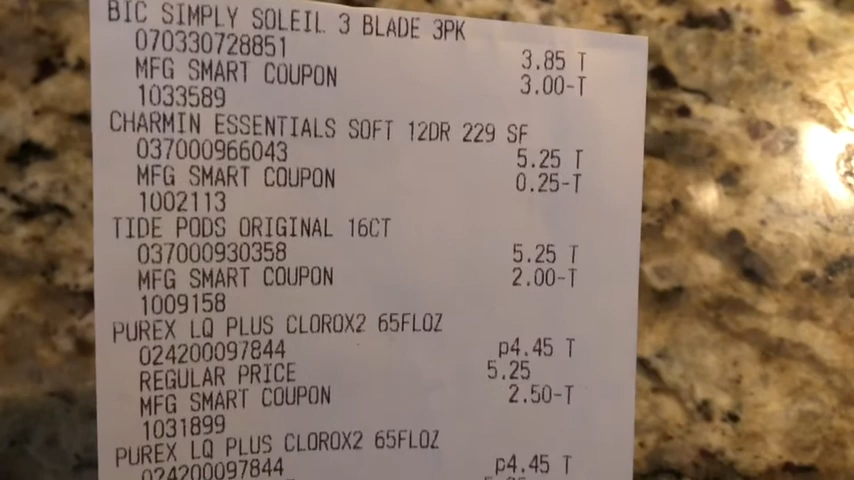 BIC SIMPLY SOLEIL 3 BLADE 3PK
070330728851 3.85 T
MFG SMART COUPON 3.00-T
1033589
CHARMIN ESSENTIALS SOFT 12DR 229 SF
037000966043 5.25 T
MFG SMART COUPON 0.25-T
1002113
TIDE PODS ORIGINAL 16CT
037000930358 5.25 T
MFG SMART COUPON 2.00-T
1009158
PUREX LQ PLUS CLOROX2 65FLOZ
024200097844 p4.45 T
REGULAR PRICE 5.25
MFG SMART COUPON 2.50-T
1031899
PUREX LQ PLUS CLOROX2 65FLOZ
024200097844 p4.45 T